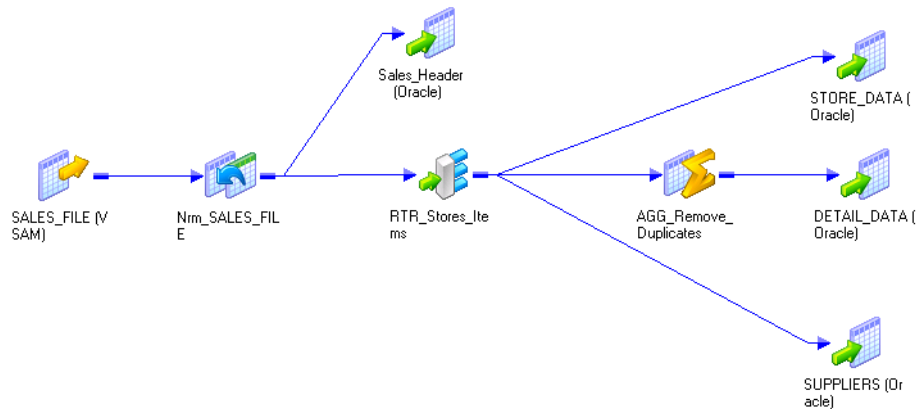 Sales_Header
(Oracle)
STORE_DATA (
Oracle)
SALES_FILE (V
SAM)
Nrm_SALES_FIL
E
RTR_Stores_Ite
ms
AGG_Remove_
Duplicates
DETAIL_DATA (
Oracle)
SUPPLIERS (Or
acle)